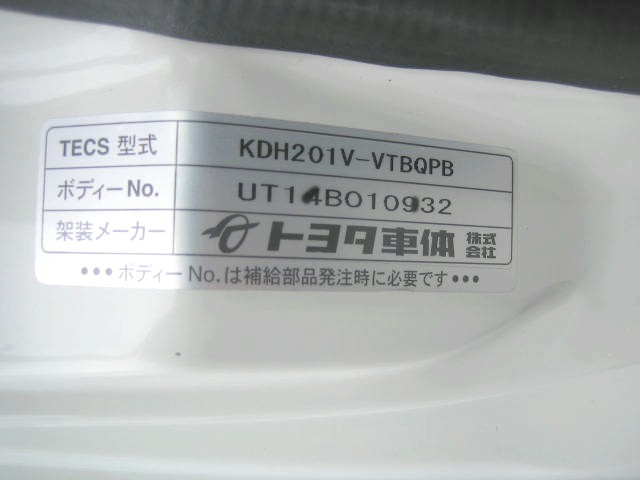 TECS 型式 KDH201V-VTBQPB
ボディーNo. UT14B010932
架装メーカー トヨタ車体 株式会社
•••ボディーNo.は補給部品発注時に必要です•••